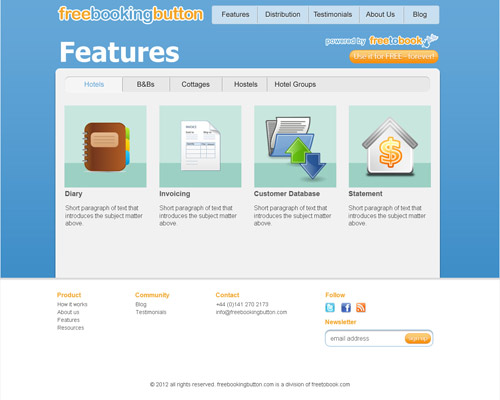 freebookingbutton
Features Distribution Testimonials About Us Blog
Features
powered by freetobook
Use it for FREE - forever!
Hotels B&Bs Cottages Hostels Hotel Groups
INVOICE
Diary
Short paragraph of text that
introduces the subject matter
above.
Invoicing
Short paragraph of text that
introduces the subject matter
above.
Customer Database
Short paragraph of text that
introduces the subject matter
above.
Statement
Short paragraph of text that
introduces the subject matter
above.
Product
How it works
About us
Features
Resources
Community
Blog
Testimonials
Contact
+44 (0)141 270 2173
info@freebookingbutton.com
Follow
Newsletter
email address
sign up
© 2012 all rights reserved. freebookingbutton.com is a division of freetobook.com